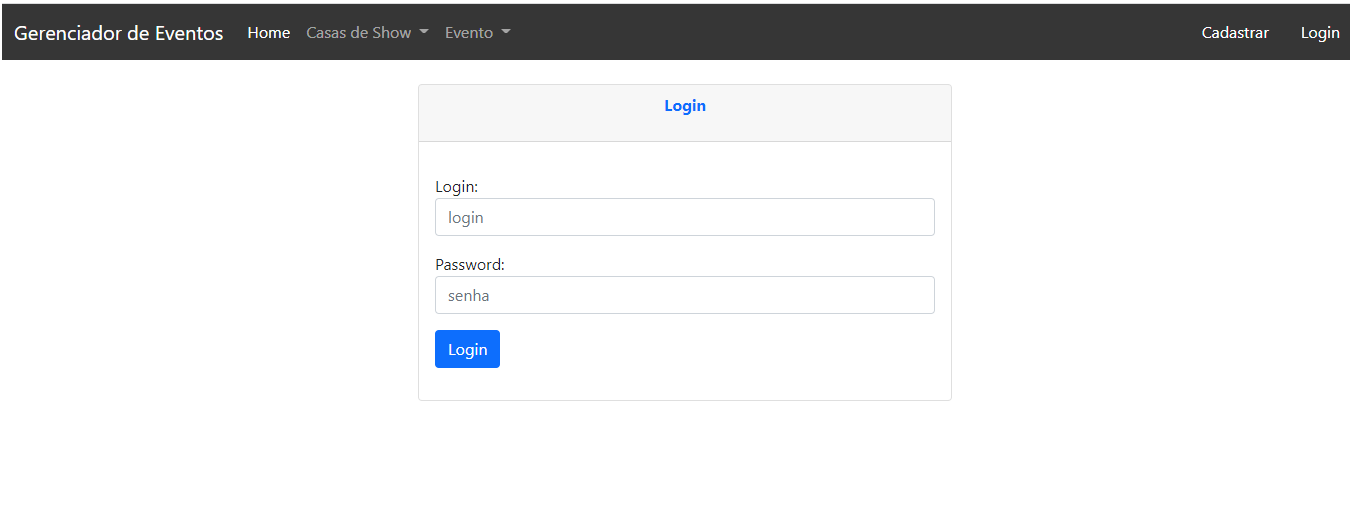 Gerenciador de Eventos Home Casas de Show Evento Cadastrar Login
Login
Login:
login
Password:
senha
Login